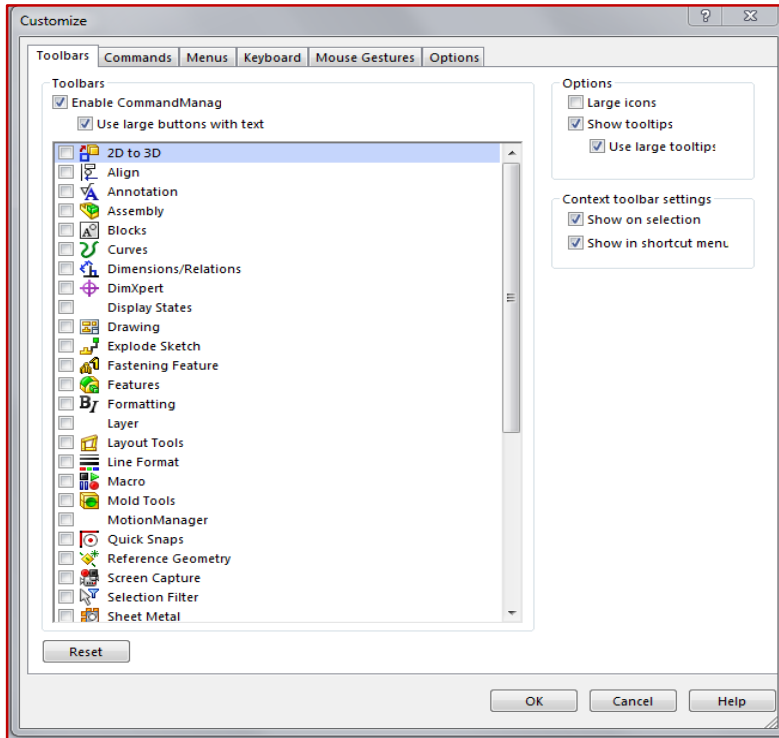 Customize
Toolbars Commands Menus Keyboard Mouse Gestures Options
Toolbars
Enable CommandManag
Use large buttons with text
2D to 3D
Align
Annotation
Assembly
Blocks
Curves
Dimensions/Relations
DimXpert
Display States
Drawing
Explode Sketch
Fastening Feature
Features
Formatting
Layer
Layout Tools
Line Format
Macro
Mold Tools
MotionManager
Quick Snaps
Reference Geometry
Screen Capture
Selection Filter
Sheet Metal
Reset
Options
Large icons
Show tooltips
Use large tooltips
Context toolbar settings
Show on selection
Show in shortcut menu
OK Cancel Help